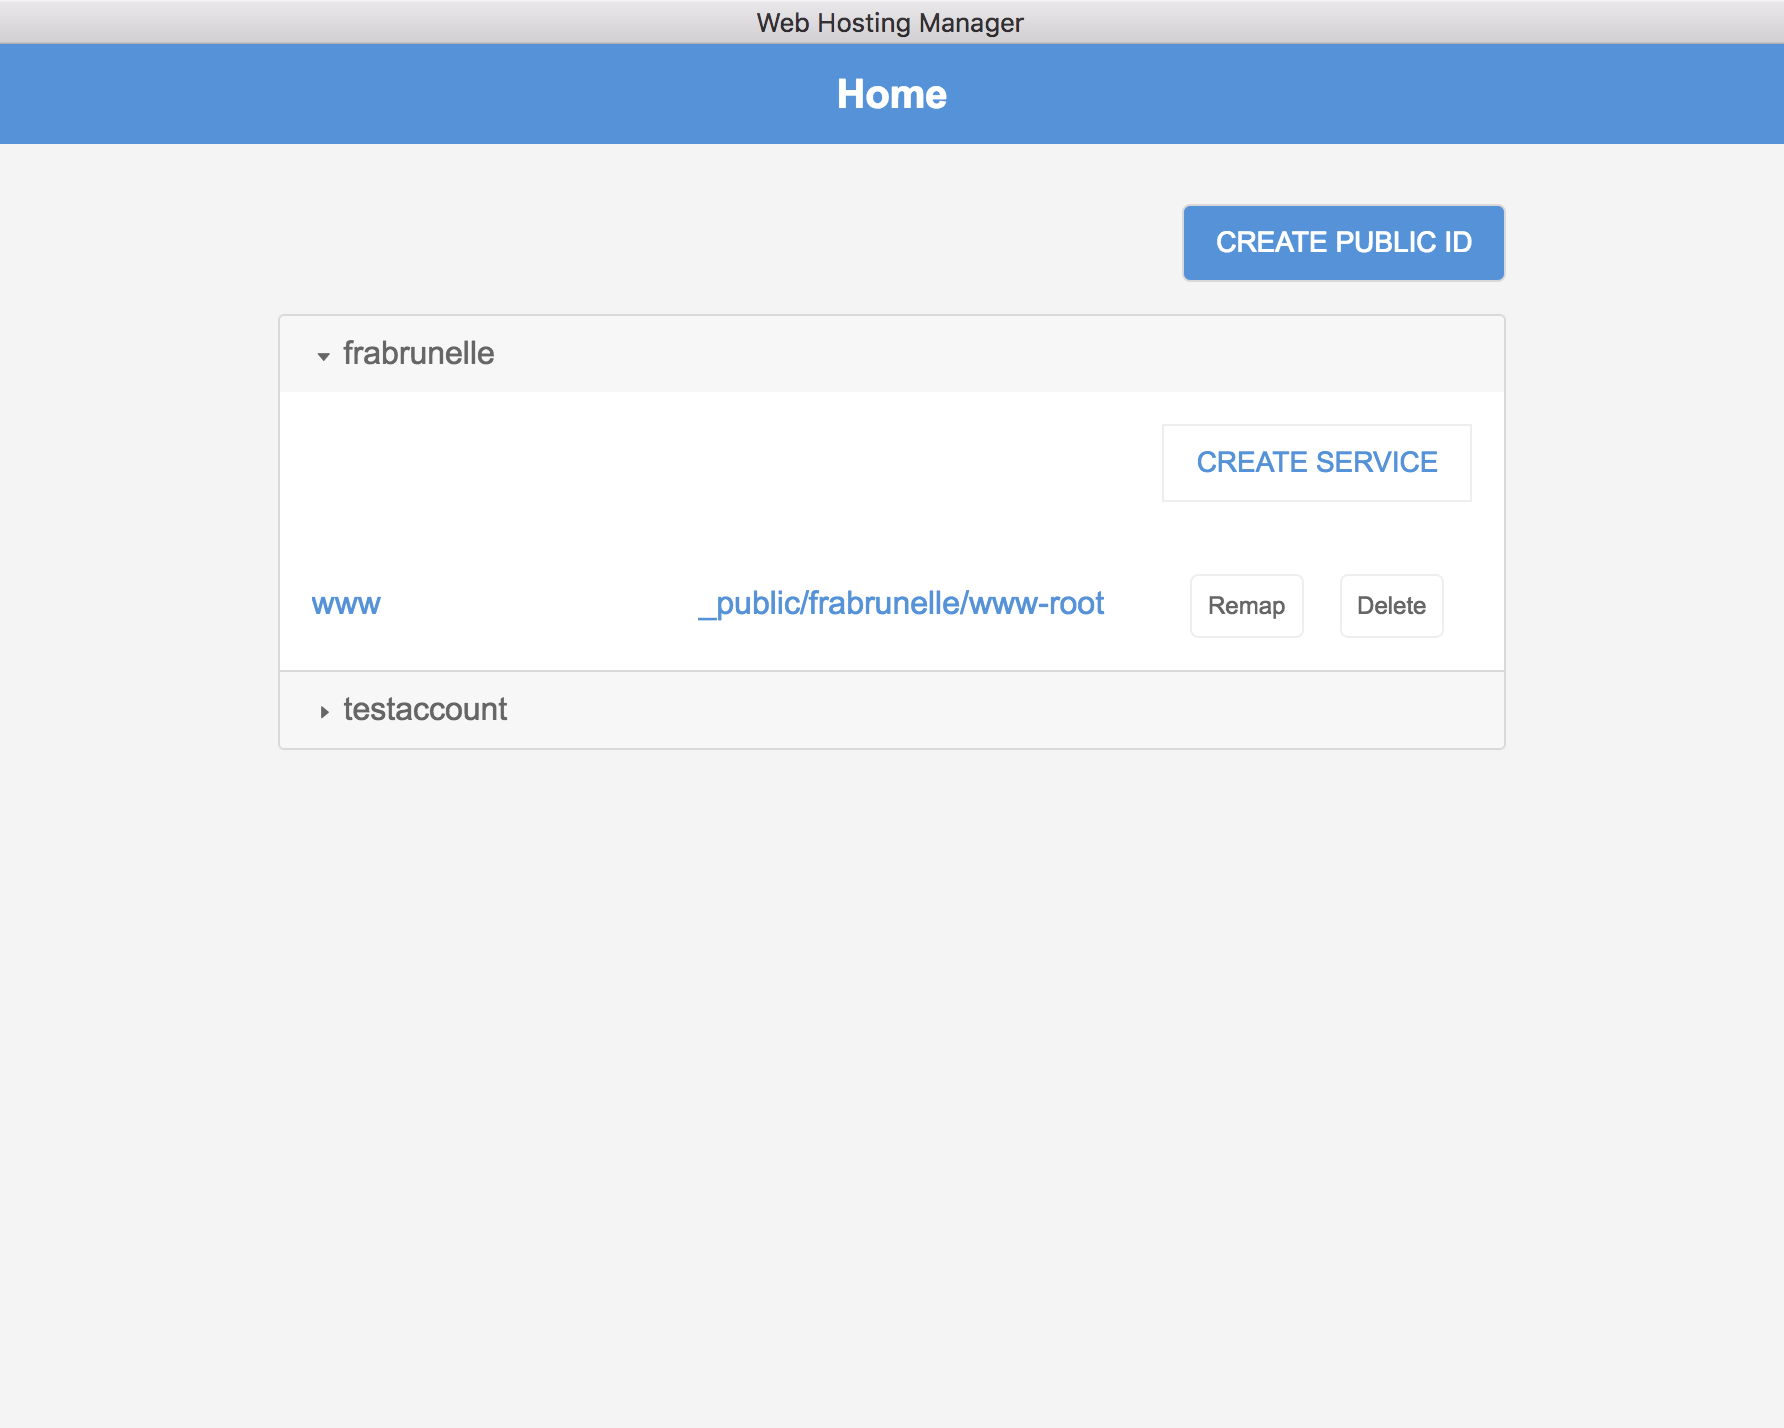 Web Hosting Manager
Home
CREATE PUBLIC ID
frabrunelle
CREATE SERVICE
www _public/frabrunelle/www-root Remap Delete
testaccount